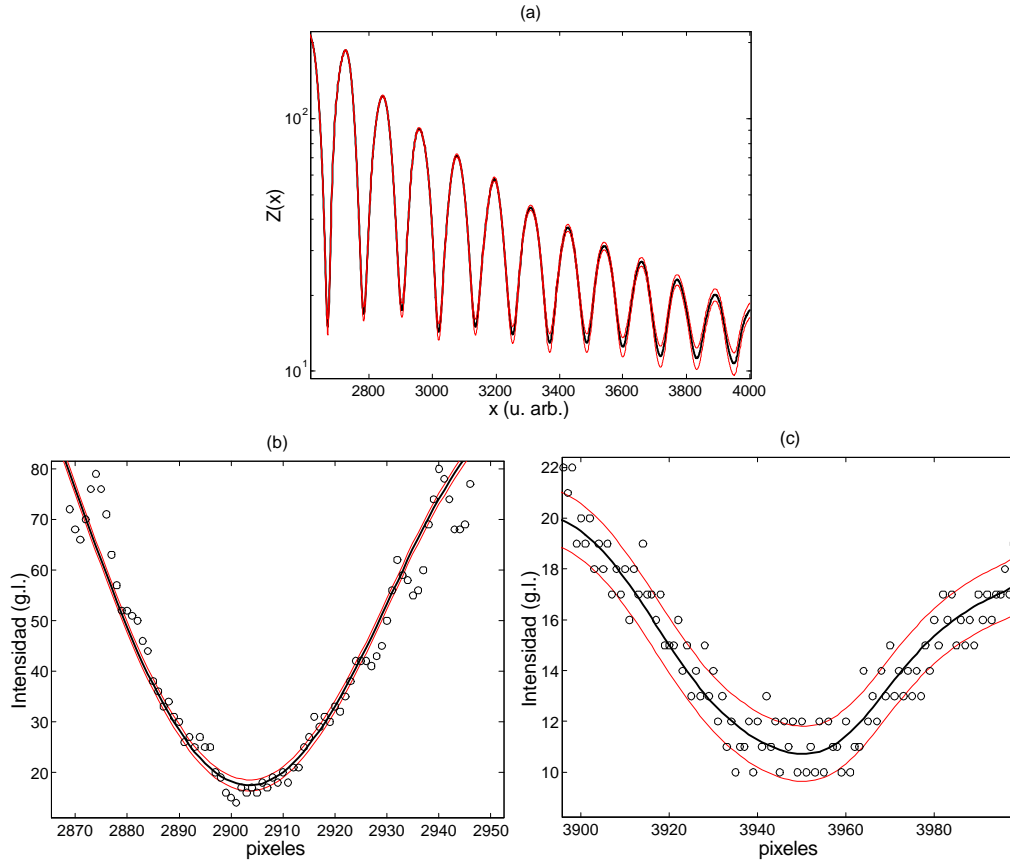 (a)
Z(x)
10^2
10^1
2800 3000 3200 3400 3600 3800 4000
x (u. arb.)
(b)
Intensidad (g.l.)
80
70
60
50
40
30
20
2870 2880 2890 2900 2910 2920 2930 2940 2950
pixeles
(c)
Intensidad (g.l.)
22
20
18
16
14
12
10
3900 3920 3940 3960 3980
pixeles